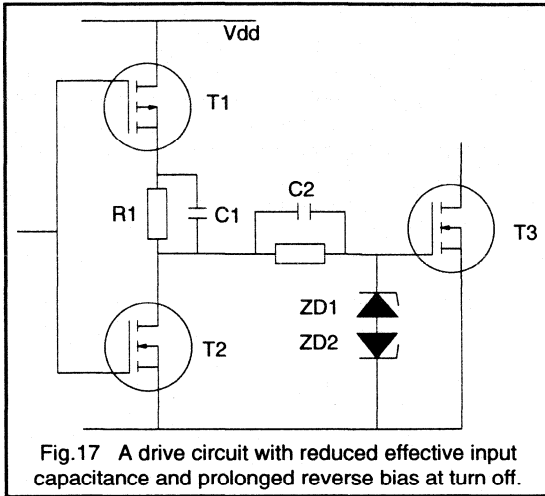 Vdd
T1
C2
R1
C1
T3
ZD1
T2
ZD2
Fig.17 A drive circuit with reduced effective input
capacitance and prolonged reverse bias at turn off.